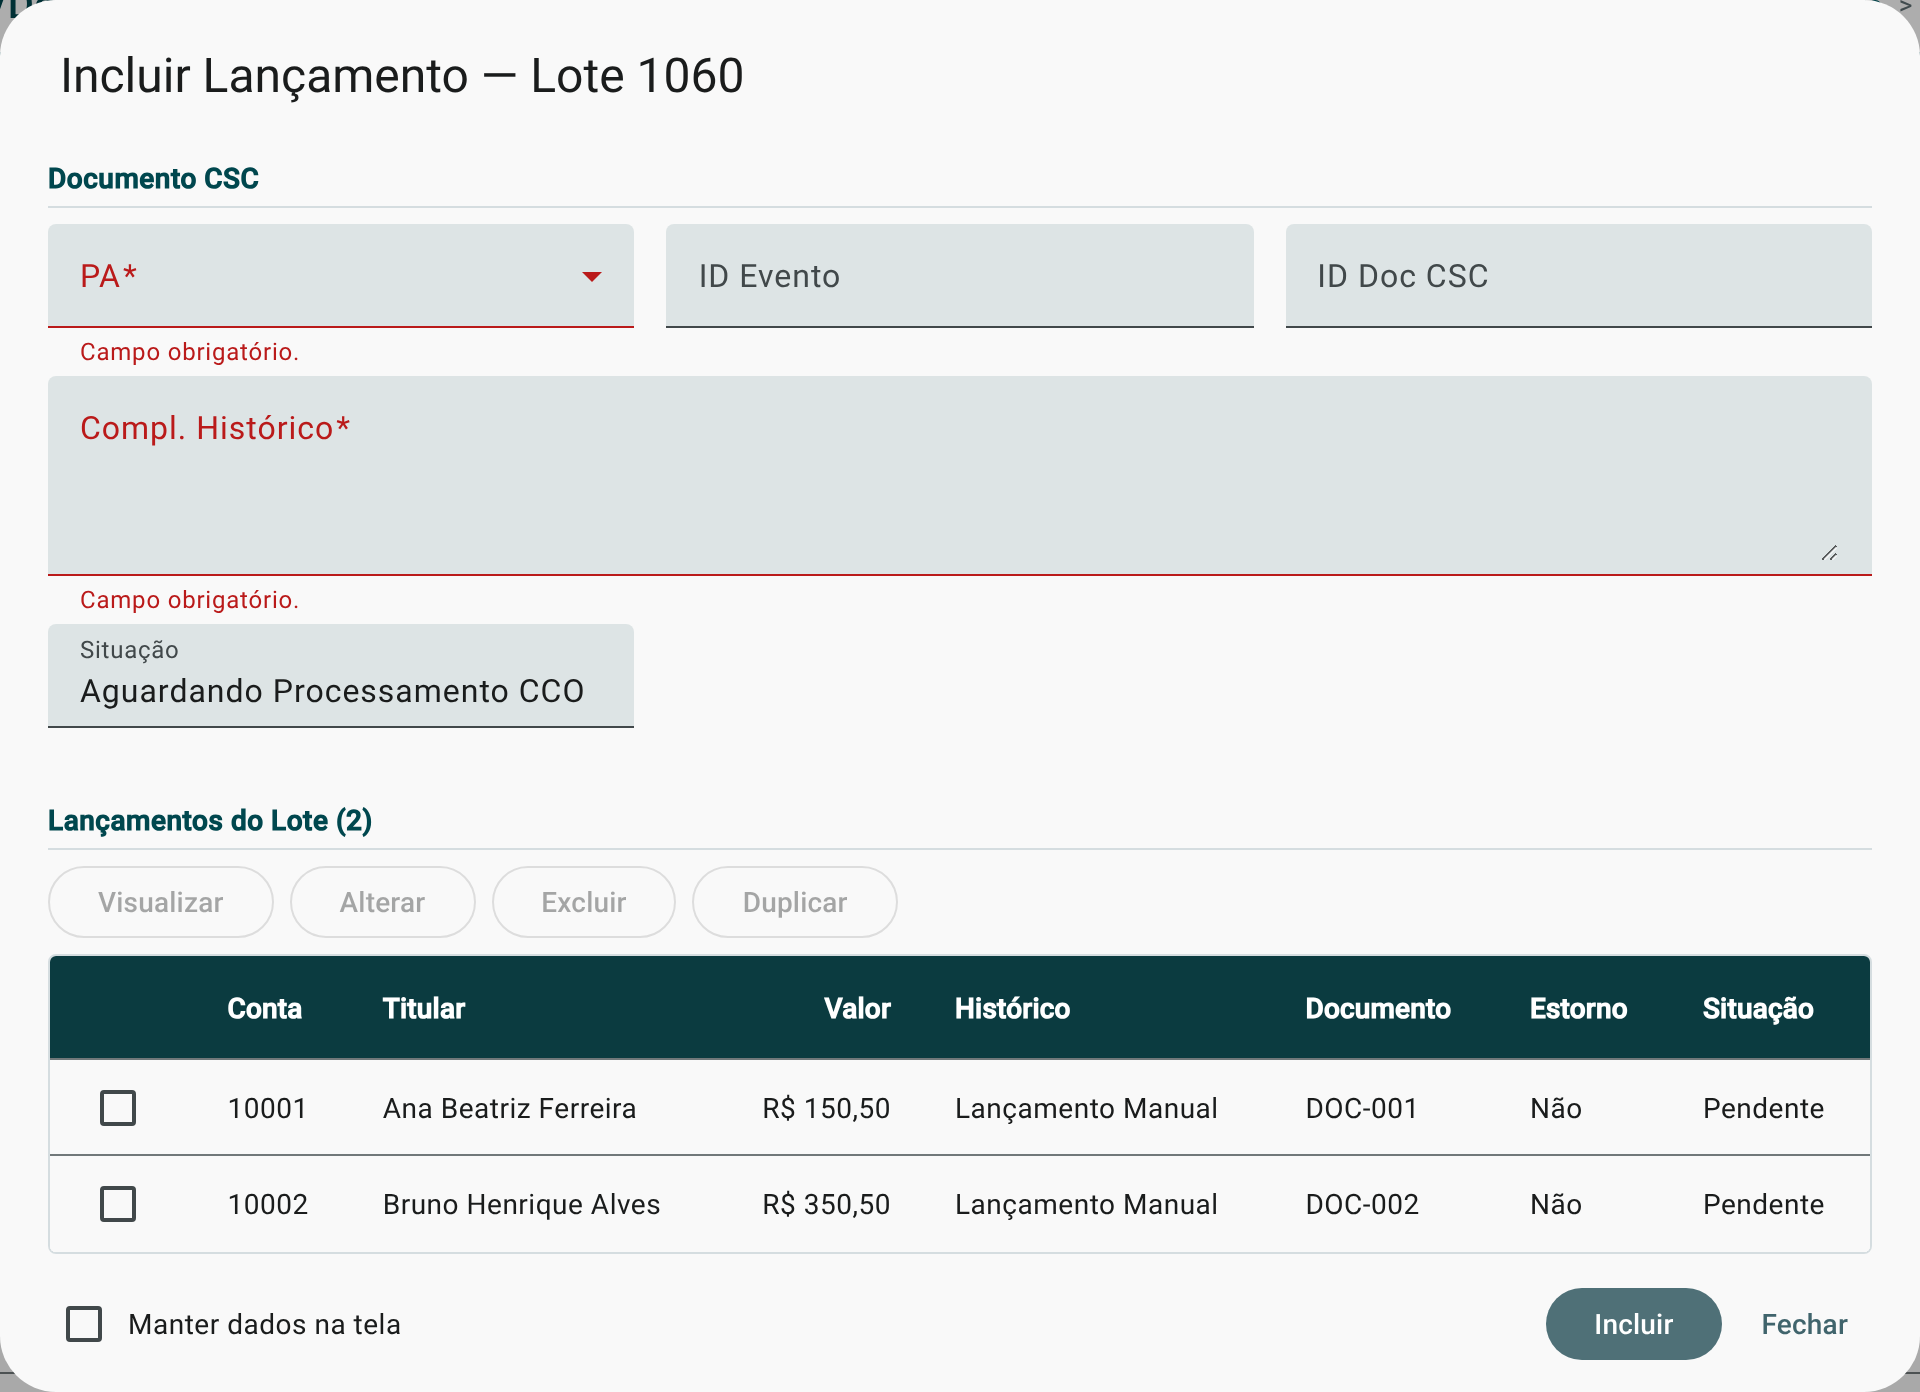 Incluir Lançamento — Lote 1060
Documento CSC
PA*
ID Evento
ID Doc CSC
Campo obrigatório.
Compl. Histórico*
Campo obrigatório.
Situação
Aguardando Processamento CCO
Lançamentos do Lote (2)
Visualizar Alterar Excluir Duplicar
Conta Titular Valor Histórico Documento Estorno Situação
10001 Ana Beatriz Ferreira R$ 150,50 Lançamento Manual DOC-001 Não Pendente
10002 Bruno Henrique Alves R$ 350,50 Lançamento Manual DOC-002 Não Pendente
Manter dados na tela
Incluir Fechar